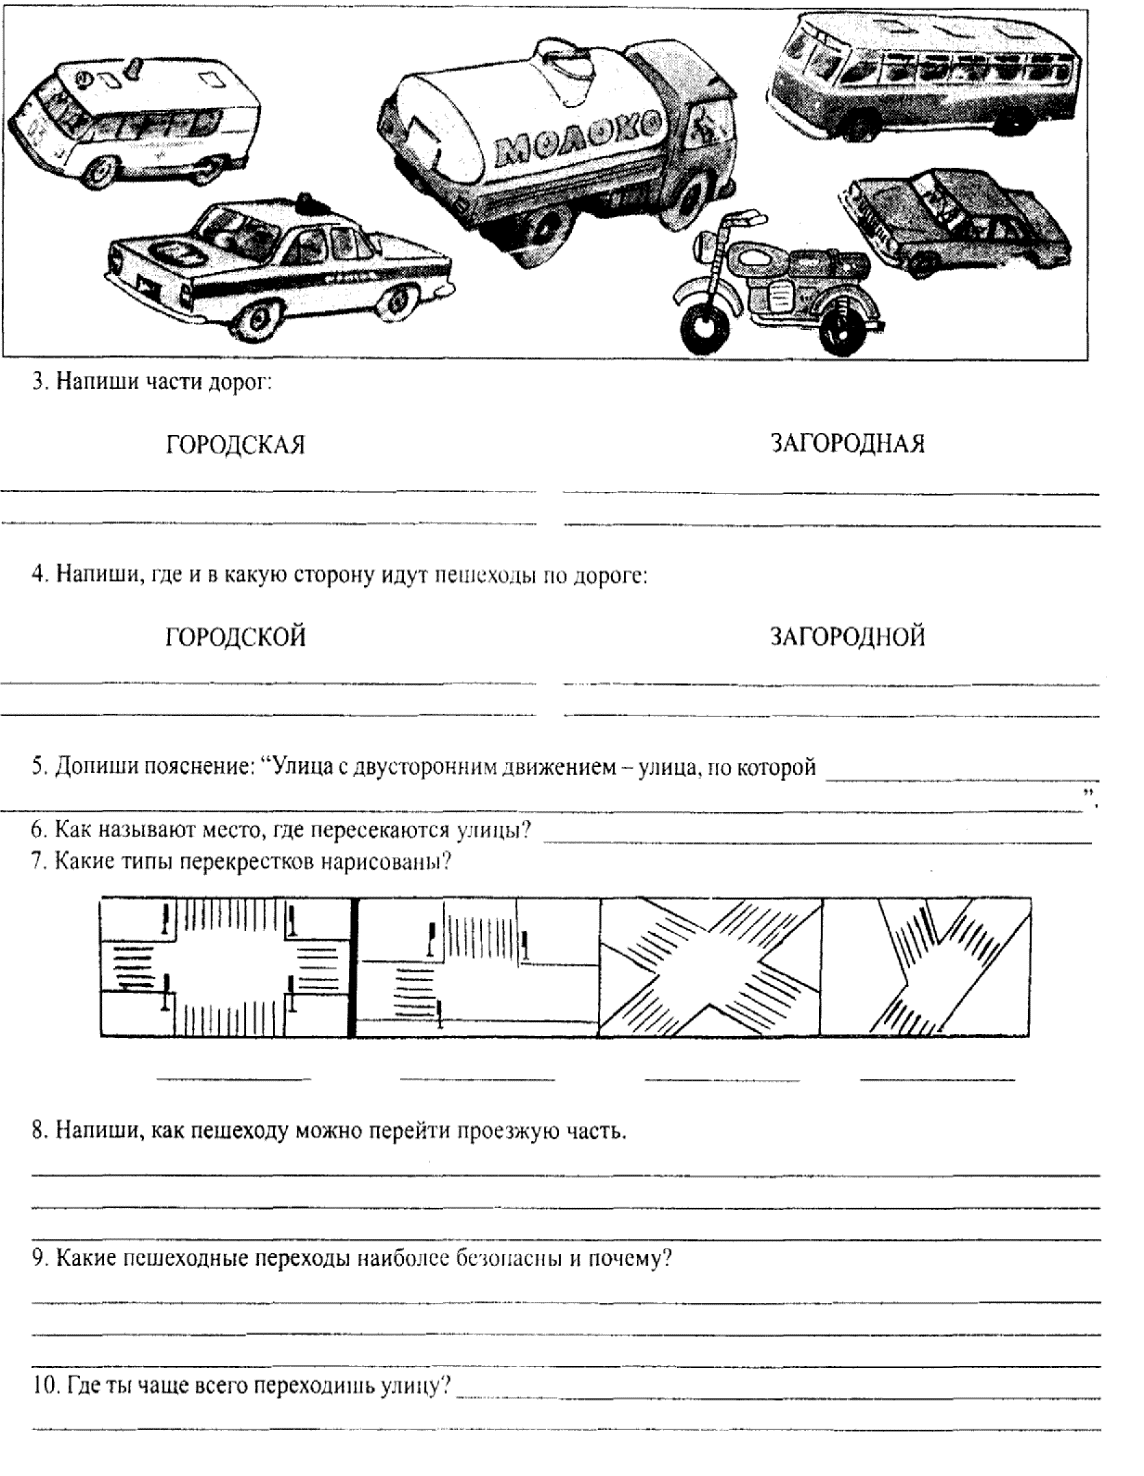 03
МОЛОКО
3. Напиши части дорог:
ГОРОДСКАЯ ЗАГОРОДНАЯ
4. Напиши, где и в какую сторону идут пешеходы по дороге:
ГОРОДСКОЙ ЗАГОРОДНОЙ
5. Допиши пояснение: “Улица с двусторонним движением – улица, по которой
”.
6. Как называют место, где пересекаются улицы?
7. Какие типы перекрестков нарисованы?
8. Напиши, как пешеходу можно перейти проезжую часть.
9. Какие пешеходные переходы наиболее безопасны и почему?
10. Где ты чаще всего переходишь улицу?